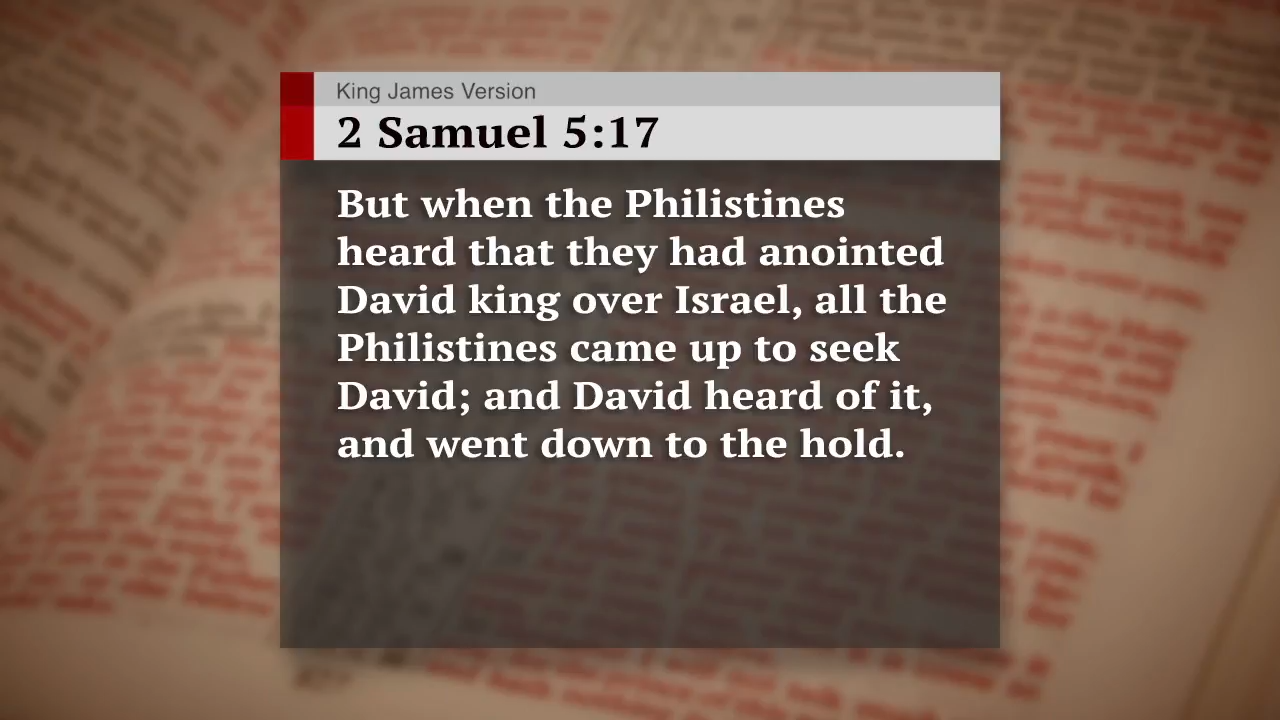 King James Version
2 Samuel 5:17
But when the Philistines
heard that they had anointed
David king over Israel, all the
Philistines came up to seek
David; and David heard of it,
and went down to the hold.